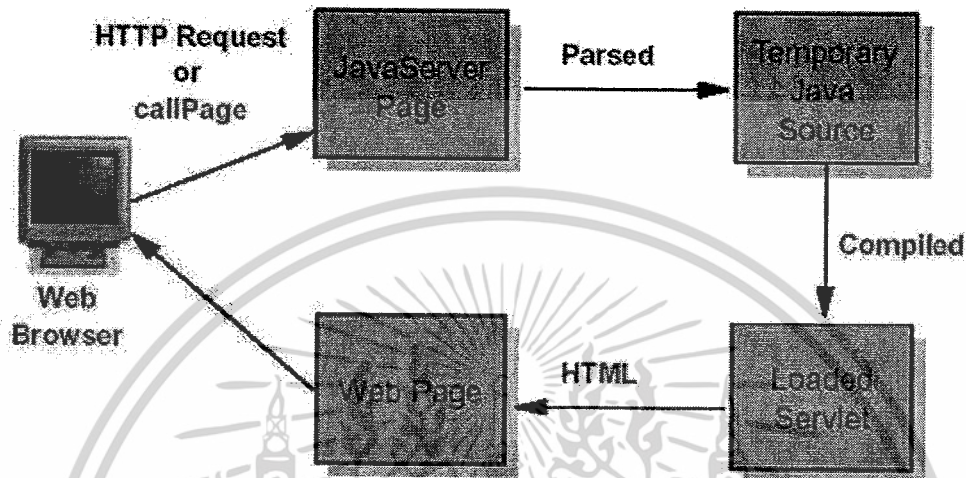 HTTP Request
or
callPage
JavaServer
Page
Parsed
Temporary
Java
Source
Compiled
Loaded
Servlet
HTML
Web Page
Web
Browser